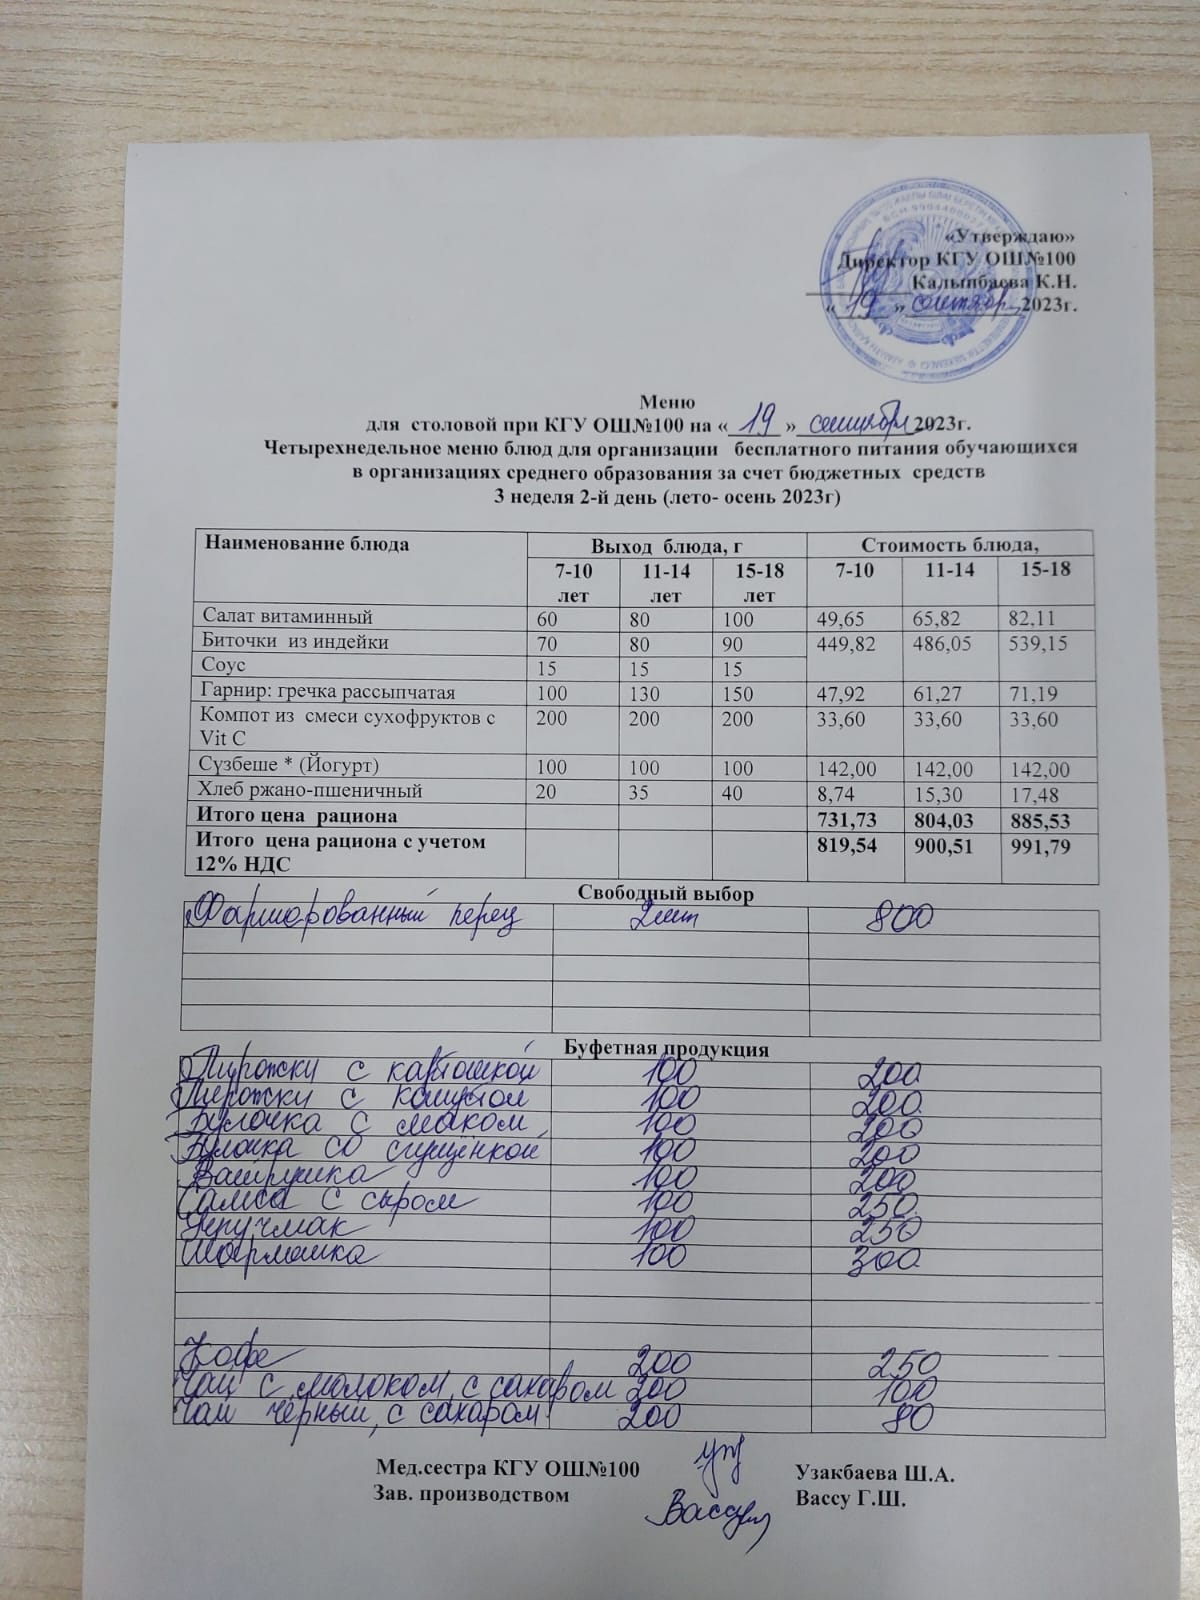 «Утверждаю»
Директор КГУ ОШ№100
Калыпбаева К.Н.
« 19 » сентябр 2023г.
Меню
для столовой при КГУ ОШ№100 на « 19 » сентября 2023г.
Четырехнедельное меню блюд для организации бесплатного питания обучающихся
в организациях среднего образования за счет бюджетных средств
3 неделя 2-й день (лето- осень 2023г)
Наименование блюда Выход блюда, г Стоимость блюда,
7-10 лет 11-14 лет 15-18 лет 7-10 11-14 15-18
Салат витаминный 60 80 100 49,65 65,82 82,11
Биточки из индейки 70 80 90 449,82 486,05 539,15
Соус 15 15 15
Гарнир: гречка рассыпчатая 100 130 150 47,92 61,27 71,19
Компот из смеси сухофруктов с 200 200 200 33,60 33,60 33,60
Vit C
Сүзбеше * (Йогурт) 100 100 100 142,00 142,00 142,00
Хлеб ржано-пшеничный 20 35 40 8,74 15,30 17,48
Итого цена рациона 731,73 804,03 885,53
Итого цена рациона с учетом 819,54 900,51 991,79
12% НДС
Свободный выбор
Фаршированный перец 2шт 800
Буфетная продукция
Пирожки с картошкой 100 200
Пирожки с капустой 100 200
Булочка с маком 100 200
Булочка со сгущёнкой 100 200
Ватрушка 100 200
Самса с сыром 100 250
Учпучмак 100 250
Шаурмашка 100 300
Кофе 200 250
Чай с молоком, с сахаром 200 100
Чай чёрный, с сахаром 200 80
Мед.сестра КГУ ОШ№100 Узакбаева Ш.А.
Зав. производством Вассу Г.Ш.